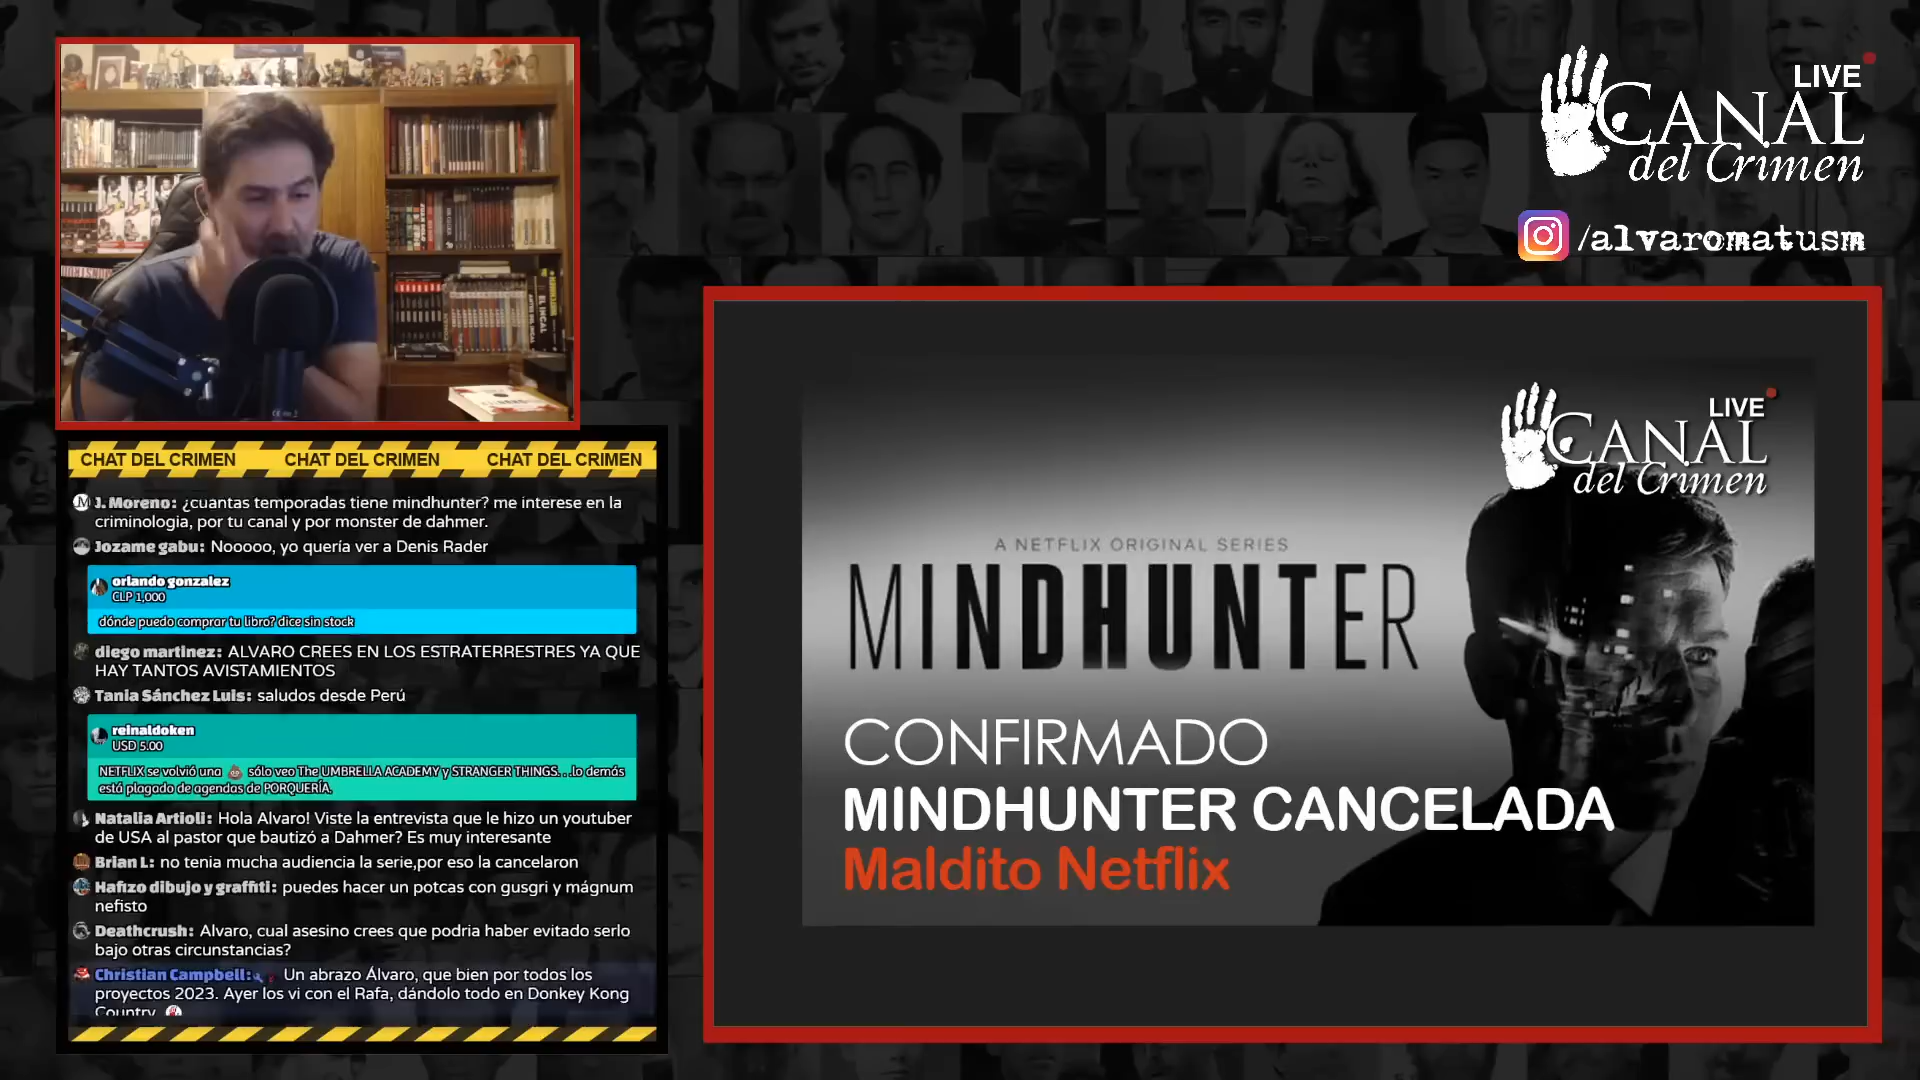 LIVE
CANAL
del Crimen
/alvaromatusm
CHAT DEL CRIMEN CHAT DEL CRIMEN CHAT DEL CRIMEN
J. Moreno: ¿cuantas temporadas tiene mindhunter? me interese en la
criminologia, por tu canal y por monster de dahmer.
Jozame gabu: Nooooo, yo quería ver a Denis Rader
orlando gonzalez
CLP 1,000
dónde puedo comprar tu libro? dice sin stock
diego martinez: ALVARO CREES EN LOS ESTRATERRESTRES YA QUE
HAY TANTOS AVISTAMIENTOS
Tania Sánchez Luis: saludos desde Perú
reinaldoken
USD 5.00
NETFLIX se volvió una 💩 sólo veo The UMBRELLA ACADEMY y STRANGER THINGS. . .lo demás
está plagado de agendas de PORQUERÍA.
Natalia Artioli: Hola Alvaro! Viste la entrevista que le hizo un youtuber
de USA al pastor que bautizó a Dahmer? Es muy interesante
Brian L: no tenia mucha audiencia la serie,por eso la cancelaron
Hafizo dibujo y graffiti: puedes hacer un potcas con gusgri y mágnum
nefisto
Deathcrush: Alvaro, cual asesino crees que podria haber evitado serlo
bajo otras circunstancias?
Christian Campbell: Un abrazo Álvaro, que bien por todos los
proyectos 2023. Ayer los vi con el Rafa, dándolo todo en Donkey Kong
Country
LIVE
CANAL
del Crimen
A NETFLIX ORIGINAL SERIES
MINDHUNTER
CONFIRMADO
MINDHUNTER CANCELADA
Maldito Netflix
EL INCAL